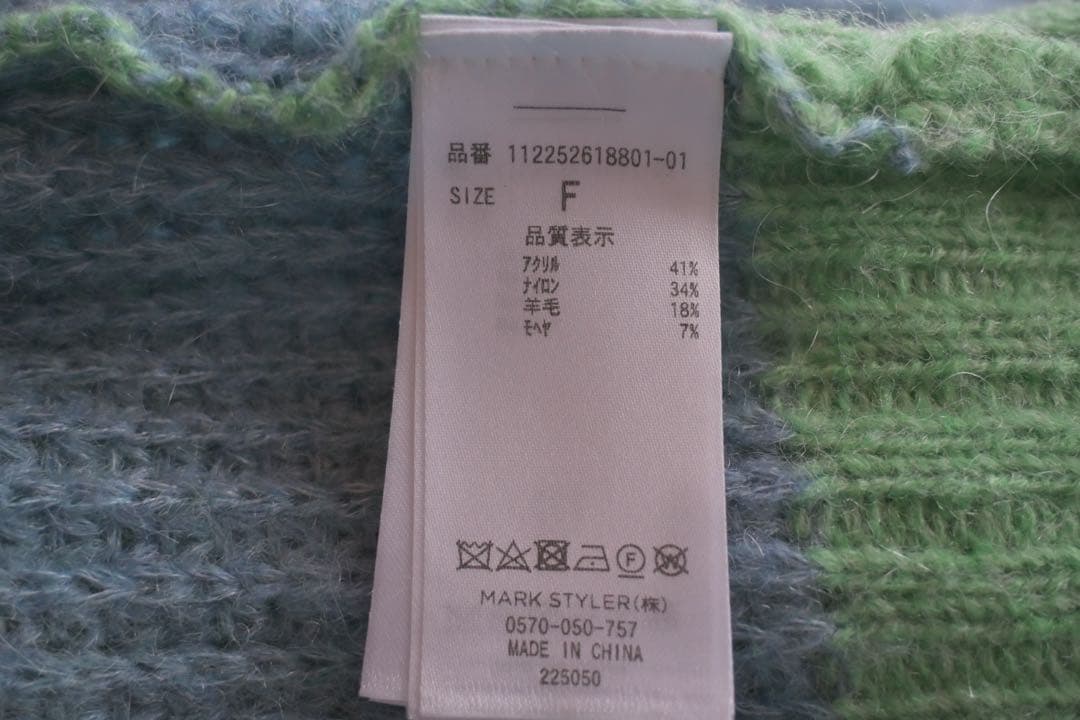 品番 112252618801-01
SIZE F
品質表示
アクリル 41%
ナイロン 34%
羊毛 18%
モヘヤ 7%
F W
MARK STYLER(株)
0570-050-757
MADE IN CHINA
225050